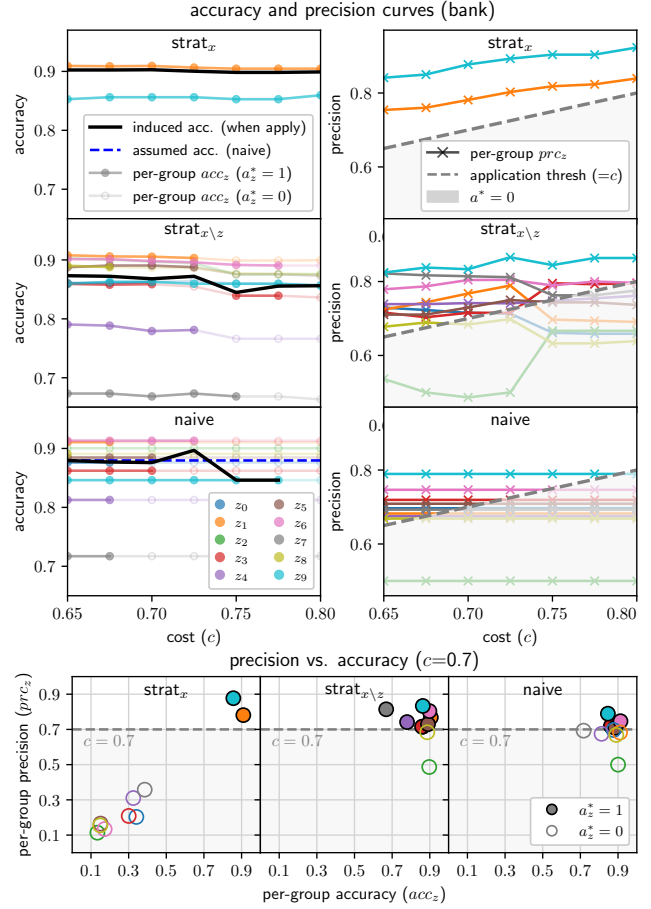 accuracy and precision curves (bank)
strat_x
strat_x
accuracy
0.9
0.8
0.7
induced acc. (when apply)
assumed acc. (naive)
per-group acc_z (a*_z = 1)
per-group acc_z (a*_z = 0)
precision
0.8
0.6
per-group prc_z
application thresh (=c)
a* = 0
strat_x\z
strat_x\z
accuracy
0.9
0.8
0.7
precision
0.8
0.6
naive
naive
accuracy
0.9
0.8
0.7
z_0
z_1
z_2
z_3
z_4
z_5
z_6
z_7
z_8
z_9
precision
0.8
0.6
0.65 0.70 0.75 0.80
cost (c)
0.65 0.70 0.75 0.80
cost (c)
precision vs. accuracy (c=0.7)
per-group precision (prc_z)
0.9
0.7
0.5
0.3
0.1
strat_x
c = 0.7
strat_x\z
c = 0.7
naive
c = 0.7
a*_z = 1
a*_z = 0
0.1 0.3 0.5 0.7 0.9
0.1 0.3 0.5 0.7 0.9
0.1 0.3 0.5 0.7 0.9
per-group accuracy (acc_z)